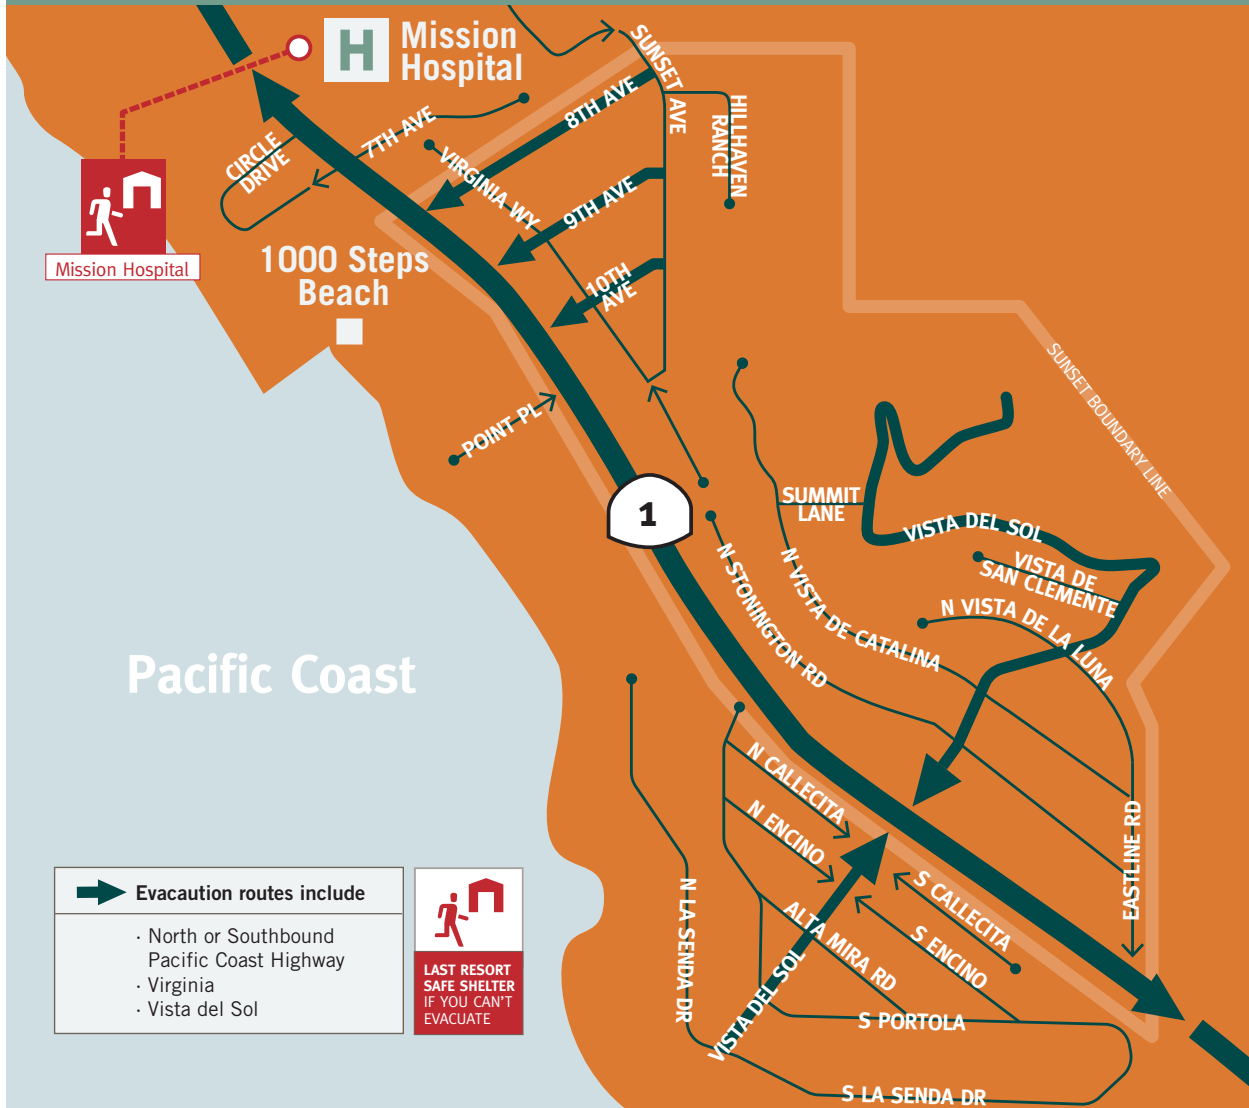 H
Mission
Hospital
SUNSET AVE
8TH AVE
HILLHAVEN
RANCH
7TH AVE
CIRCLE
DRIVE
VIRGINIA WY
9TH AVE
Mission Hospital
1000 Steps
Beach
10TH
AVE
SUNSET BOUNDARY LINE
POINT PL
1
SUMMIT
LANE
VISTA DEL SOL
VISTA DE
SAN CLEMENTE
N STONINGTON RD
N VISTA DE CATALINA
N VISTA DE LA LUNA
Pacific Coast
N CALLECITA
N ENCINO
EASTLINE RD
S CALLECITA
S ENCINO
ALTA MIRA RD
N LA SENDA DR
VISTA DEL SOL
S PORTOLA
S LA SENDA DR
Evacaution routes include
· North or Southbound
Pacific Coast Highway
· Virginia
· Vista del Sol
LAST RESORT
SAFE SHELTER
IF YOU CAN'T
EVACUATE